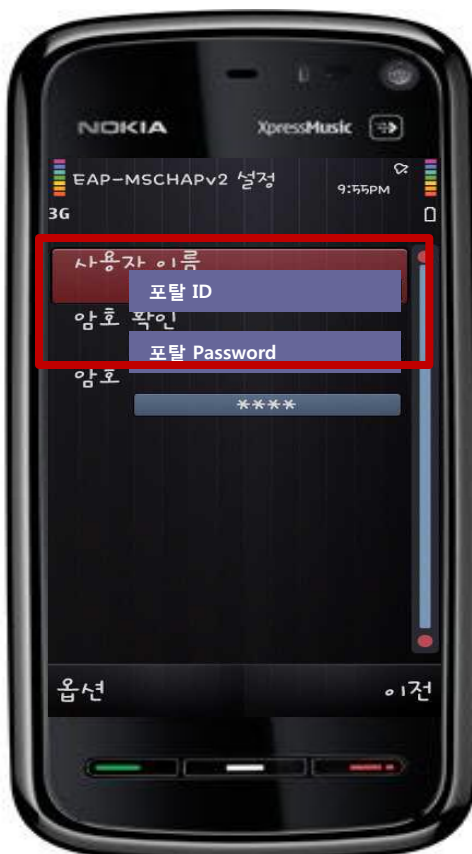 NOKIA XpressMusic
EAP-MSCHAPv2 설정 9:55PM
3G
사용자 이름
포탈 ID
암호 확인
포탈 Password
암호
****
옵션 이전